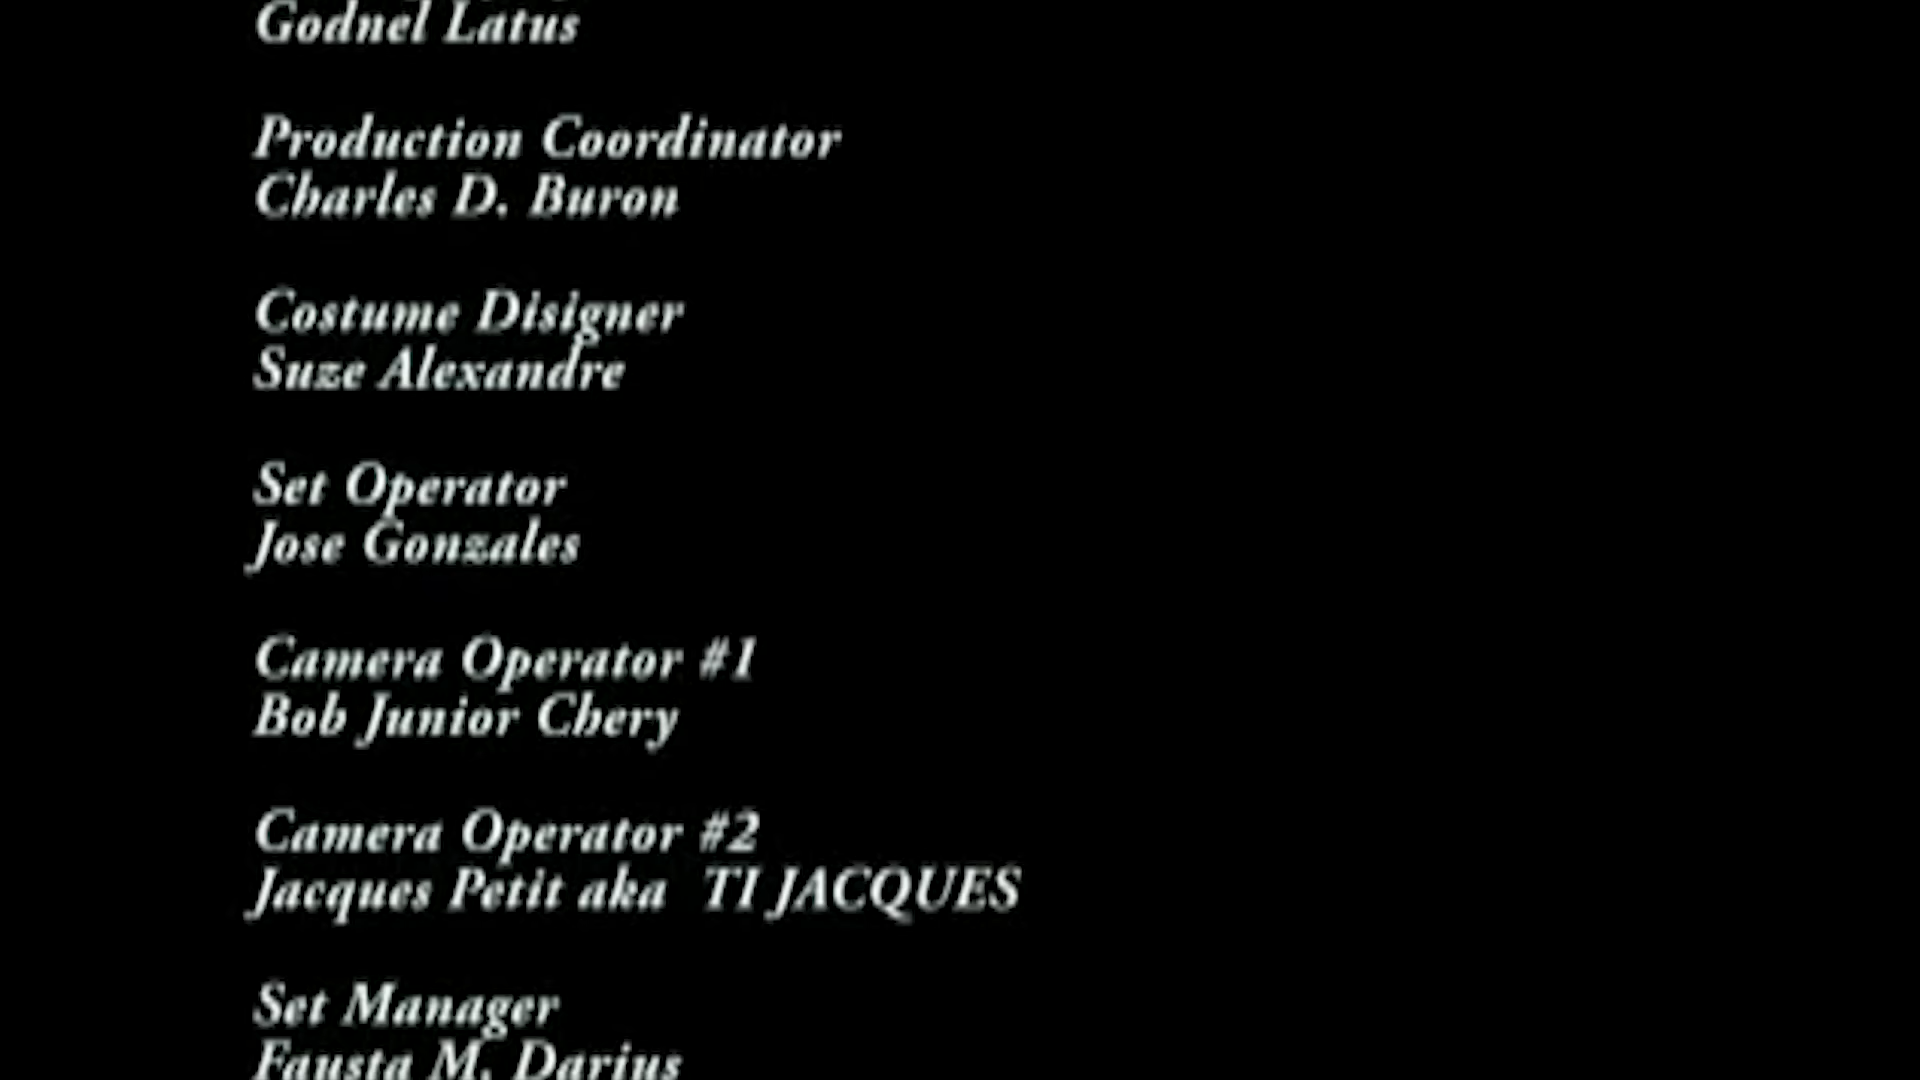 Godnel Latus
Production Coordinator
Charles D. Buron
Costume Disigner
Suze Alexandre
Set Operator
Jose Gonzales
Camera Operator #1
Bob Junior Chery
Camera Operator #2
Jacques Petit aka  TI JACQUES
Set Manager
Fausta M. Darius